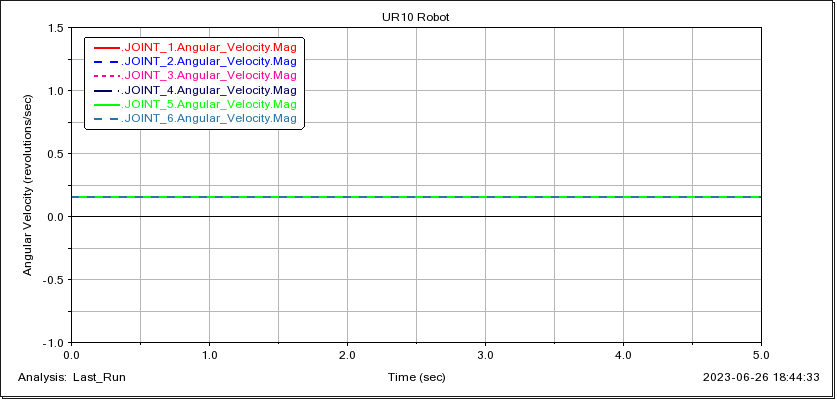 UR10 Robot
1.5
1.0
0.5
0.0
-0.5
-1.0
Angular Velocity (revolutions/sec)
.JOINT_1.Angular_Velocity.Mag
.JOINT_2.Angular_Velocity.Mag
.JOINT_3.Angular_Velocity.Mag
.JOINT_4.Angular_Velocity.Mag
.JOINT_5.Angular_Velocity.Mag
.JOINT_6.Angular_Velocity.Mag
0.0 1.0 2.0 3.0 4.0 5.0
Analysis: Last_Run Time (sec) 2023-06-26 18:44:33